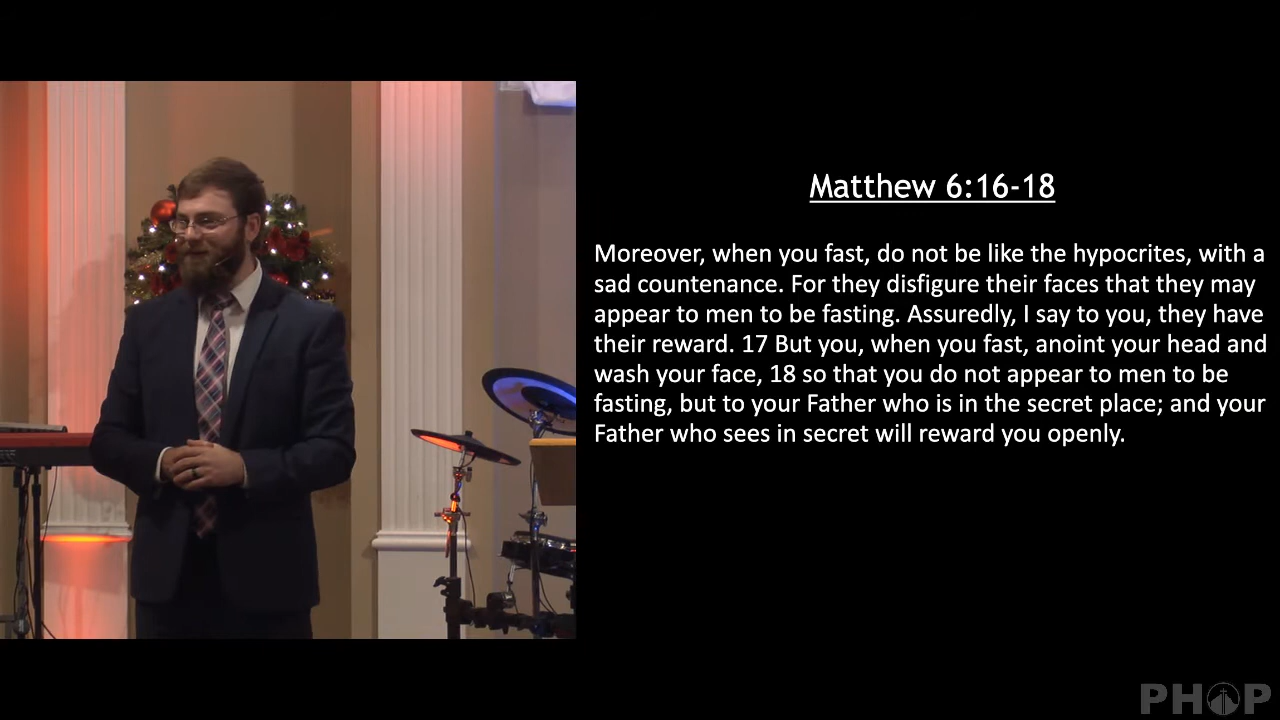 Matthew 6:16-18
Moreover, when you fast, do not be like the hypocrites, with a
sad countenance. For they disfigure their faces that they may
appear to men to be fasting. Assuredly, I say to you, they have
their reward. 17 But you, when you fast, anoint your head and
wash your face, 18 so that you do not appear to men to be
fasting, but to your Father who is in the secret place; and your
Father who sees in secret will reward you openly.
PHOP